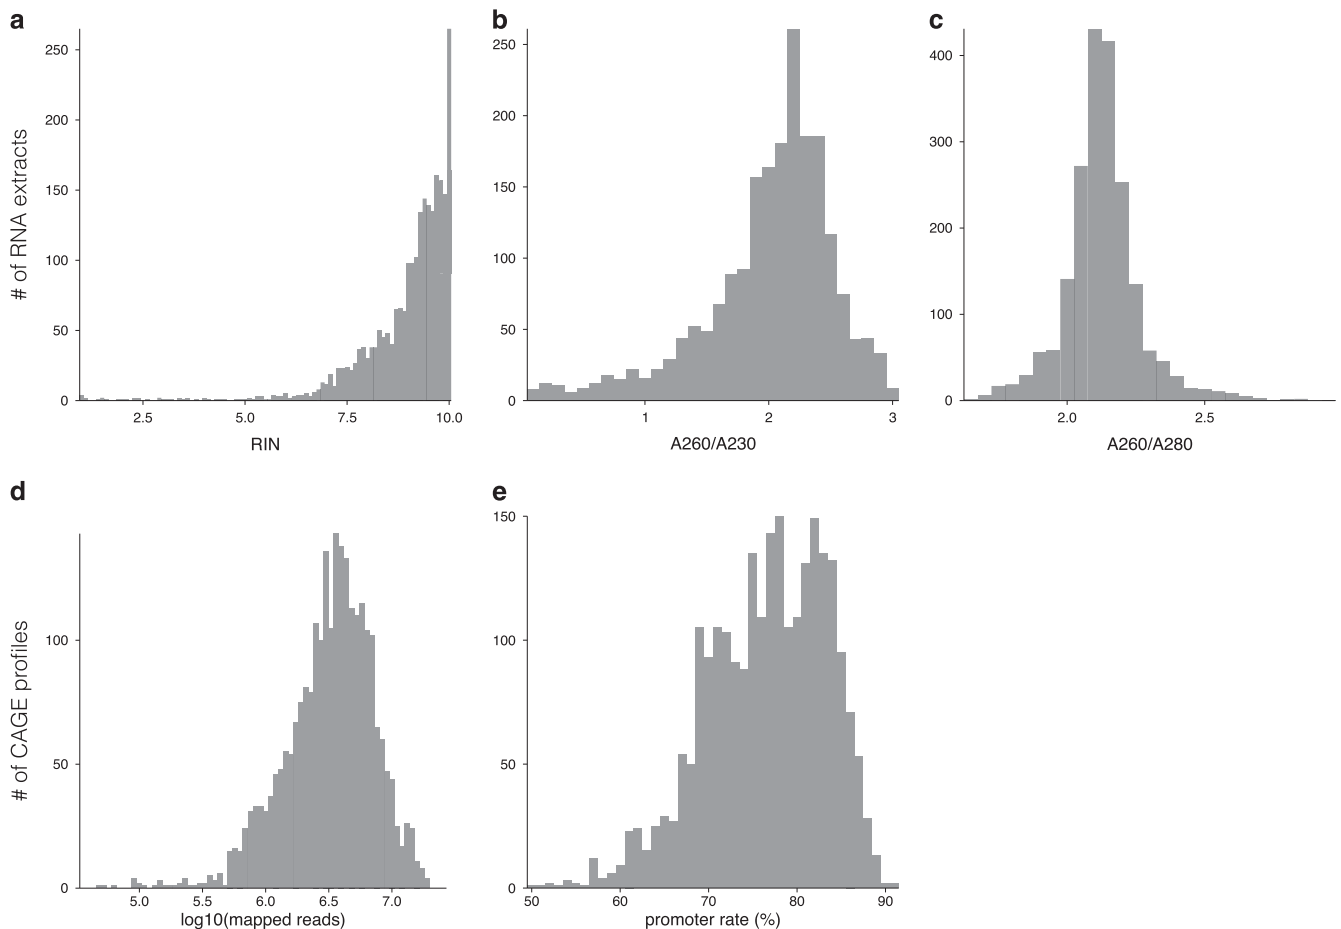 a
250
200
150
100
50
0
2.5 5.0 7.5 10.0
RIN
# of RNA extracts
b
250
200
150
100
50
0
1 2 3
A260/A230
c
400
300
200
100
0
2.0 2.5
A260/A280
d
100
50
0
5.0 5.5 6.0 6.5 7.0
log10(mapped reads)
# of CAGE profiles
e
150
100
50
0
50 60 70 80 90
promoter rate (%)